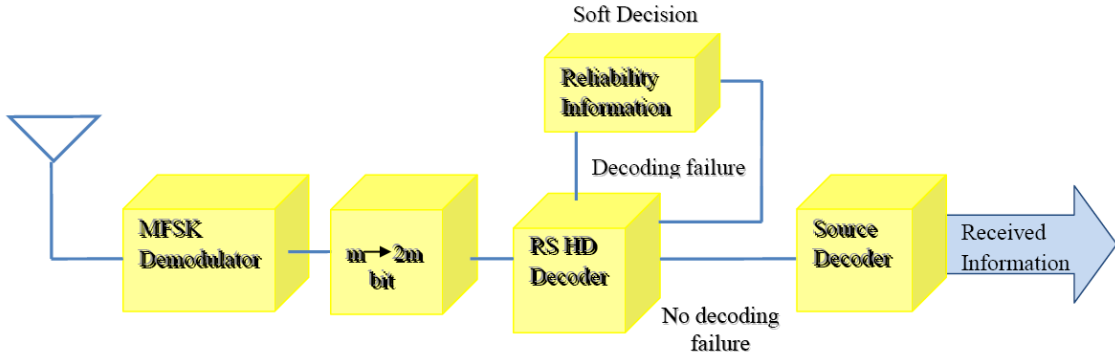 Soft Decision
Reliability
Information
Decoding failure
MFSK
Demodulator
m→2m
bit
RS HD
Decoder
Source
Decoder
Received
Information
No decoding
failure